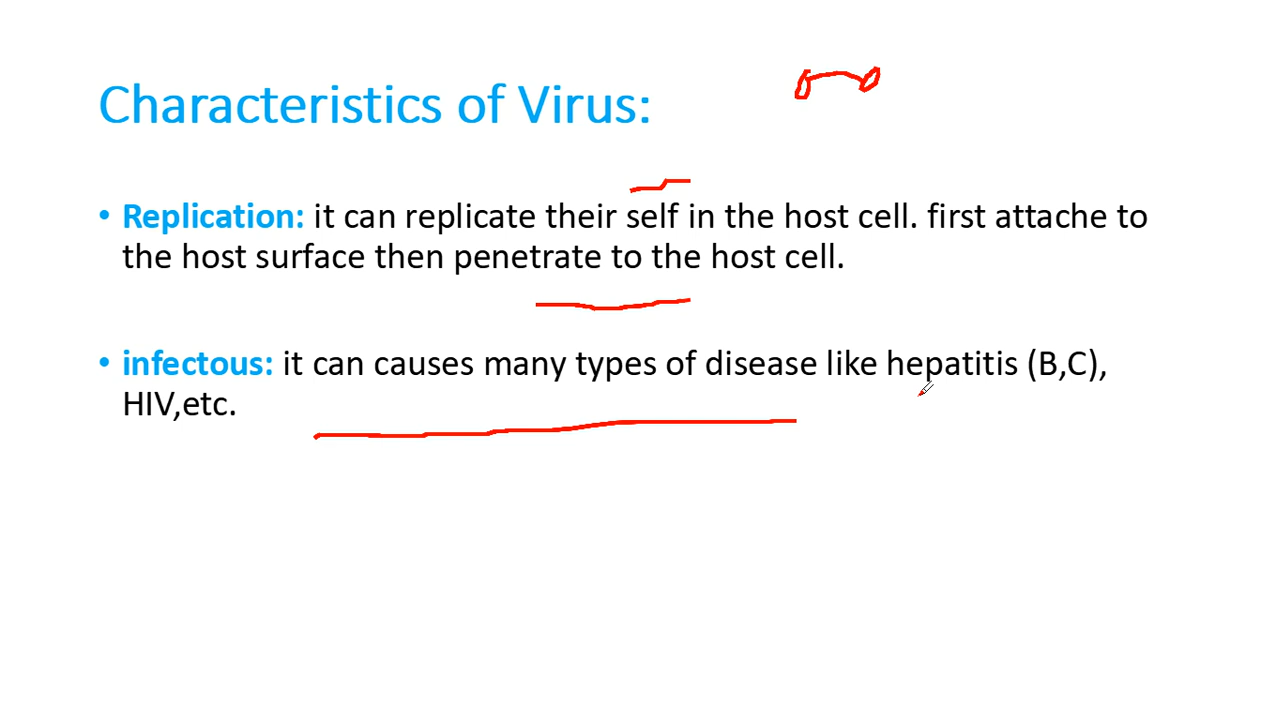 Characteristics of Virus:
• Replication: it can replicate their self in the host cell. first attache to
the host surface then penetrate to the host cell.
• infectous: it can causes many types of disease like hepatitis (B,C),
HIV,etc.